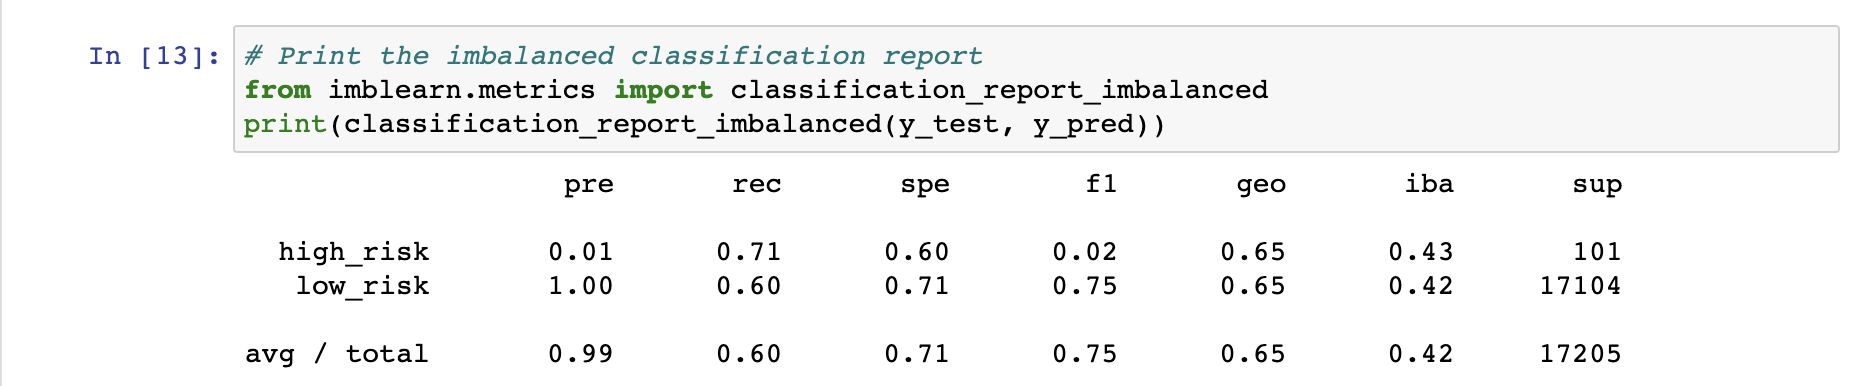 In [13]: # Print the imbalanced classification report
from imblearn.metrics import classification_report_imbalanced
print(classification_report_imbalanced(y_test, y_pred))
pre rec spe f1 geo iba sup
high_risk 0.01 0.71 0.60 0.02 0.65 0.43 101
low_risk 1.00 0.60 0.71 0.75 0.65 0.42 17104
avg / total 0.99 0.60 0.71 0.75 0.65 0.42 17205